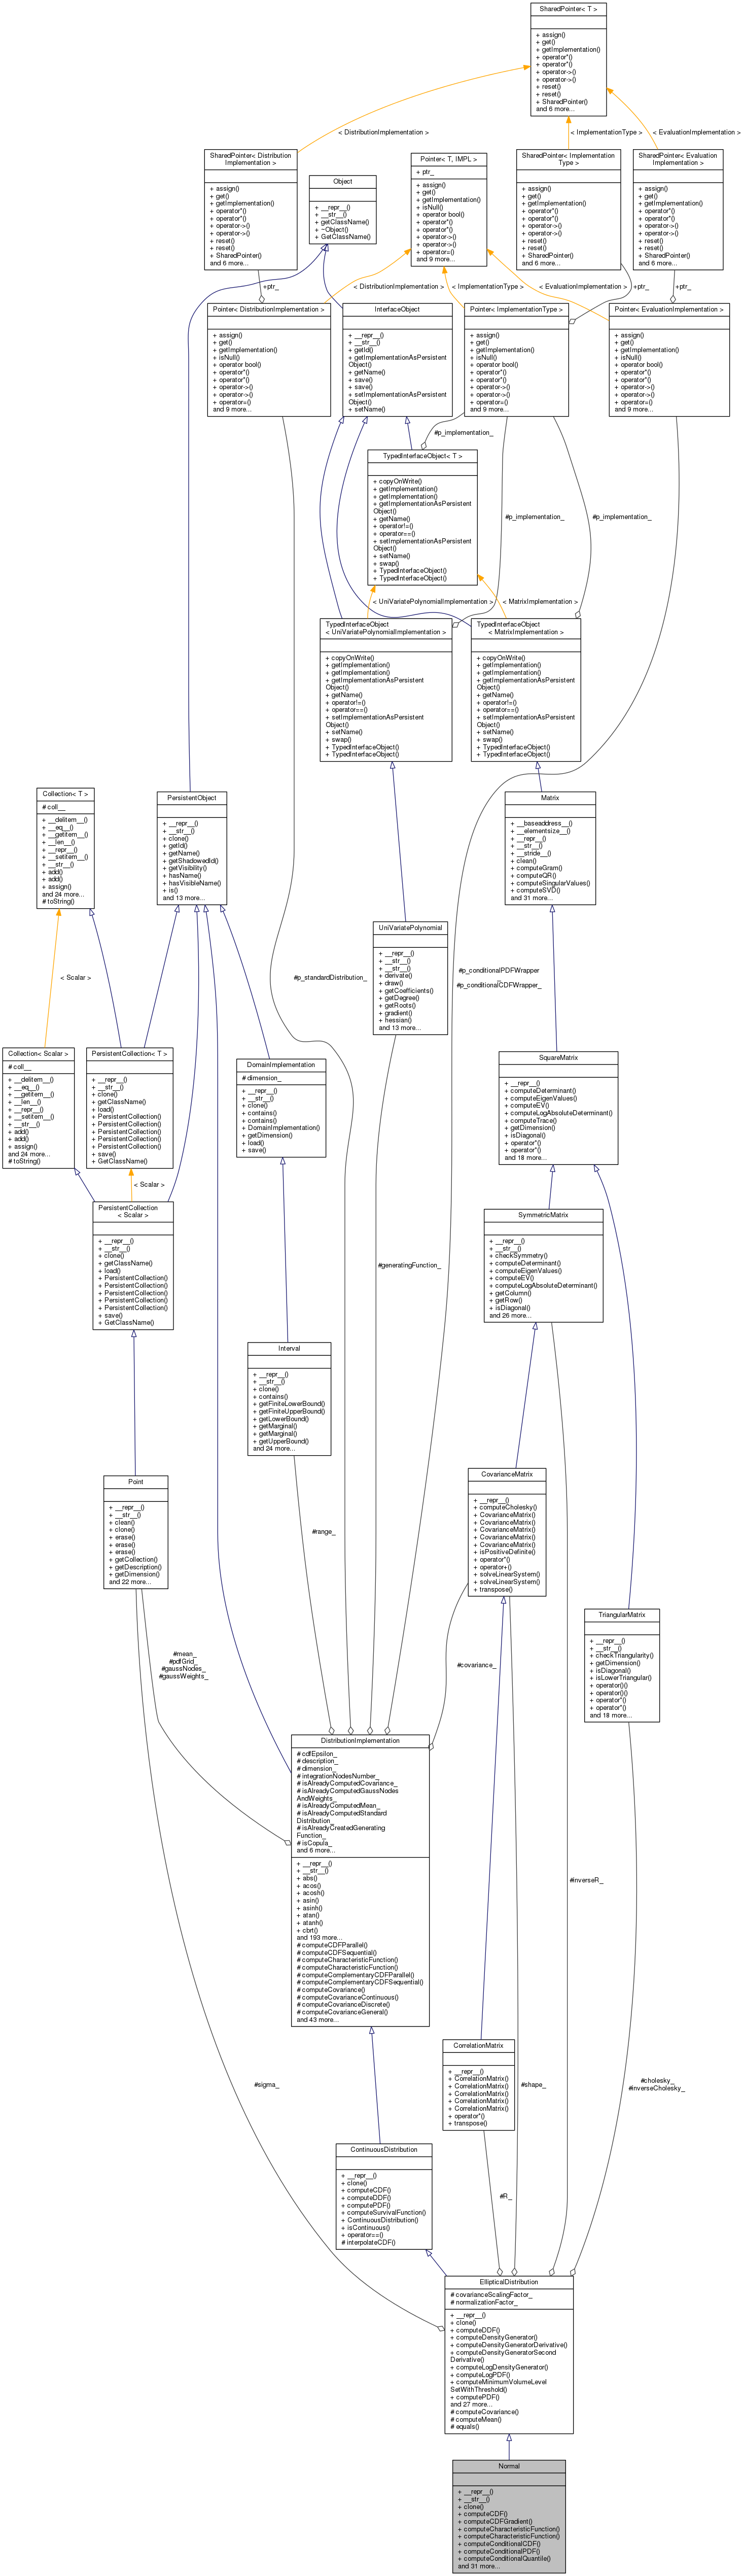 SharedPointer< T >
+ assign()
+ get()
+ getImplementation()
+ operator*()
+ operator*()
+ operator->()
+ operator->()
+ reset()
+ reset()
+ SharedPointer()
and 6 more...
< DistributionImplementation >
< ImplementationType >
< EvaluationImplementation >
SharedPointer< Distribution
Implementation >
+ assign()
+ get()
+ getImplementation()
+ operator*()
+ operator*()
+ operator->()
+ operator->()
+ reset()
+ reset()
+ SharedPointer()
and 6 more...
Object
+ __repr__()
+ __str__()
+ getClassName()
+ ~Object()
+ GetClassName()
Pointer< T, IMPL >
+ ptr_
+ assign()
+ get()
+ getImplementation()
+ isNull()
+ operator bool()
+ operator*()
+ operator*()
+ operator->()
+ operator->()
+ operator=()
and 9 more...
SharedPointer< Implementation
Type >
+ assign()
+ get()
+ getImplementation()
+ operator*()
+ operator*()
+ operator->()
+ operator->()
+ reset()
+ reset()
+ SharedPointer()
and 6 more...
SharedPointer< Evaluation
Implementation >
+ assign()
+ get()
+ getImplementation()
+ operator*()
+ operator*()
+ operator->()
+ operator->()
+ reset()
+ reset()
+ SharedPointer()
and 6 more...
+ptr_
< DistributionImplementation >
< ImplementationType >
< EvaluationImplementation >
+ptr_
+ptr_
Pointer< DistributionImplementation >
+ assign()
+ get()
+ getImplementation()
+ isNull()
+ operator bool()
+ operator*()
+ operator*()
+ operator->()
+ operator->()
+ operator=()
and 9 more...
InterfaceObject
+ __repr__()
+ __str__()
+ getId()
+ getImplementationAsPersistent
Object()
+ getName()
+ save()
+ save()
+ setImplementationAsPersistent
Object()
+ setName()
Pointer< ImplementationType >
+ assign()
+ get()
+ getImplementation()
+ isNull()
+ operator bool()
+ operator*()
+ operator*()
+ operator->()
+ operator->()
+ operator=()
and 9 more...
Pointer< EvaluationImplementation >
+ assign()
+ get()
+ getImplementation()
+ isNull()
+ operator bool()
+ operator*()
+ operator*()
+ operator->()
+ operator->()
+ operator=()
and 9 more...
#p_implementation_
TypedInterfaceObject< T >
+ copyOnWrite()
+ getImplementation()
+ getImplementation()
+ getImplementationAsPersistent
Object()
+ getName()
+ operator!=()
+ operator==()
+ setImplementationAsPersistent
Object()
+ setName()
+ swap()
+ TypedInterfaceObject()
+ TypedInterfaceObject()
#p_implementation_
#p_implementation_
< UniVariatePolynomialImplementation >
< MatrixImplementation >
TypedInterfaceObject
< UniVariatePolynomialImplementation >
+ copyOnWrite()
+ getImplementation()
+ getImplementation()
+ getImplementationAsPersistent
Object()
+ getName()
+ operator!=()
+ operator==()
+ setImplementationAsPersistent
Object()
+ setName()
+ swap()
+ TypedInterfaceObject()
+ TypedInterfaceObject()
TypedInterfaceObject
< MatrixImplementation >
+ copyOnWrite()
+ getImplementation()
+ getImplementation()
+ getImplementationAsPersistent
Object()
+ getName()
+ operator!=()
+ operator==()
+ setImplementationAsPersistent
Object()
+ setName()
+ swap()
+ TypedInterfaceObject()
+ TypedInterfaceObject()
Collection< T >
# coll__
+ __delitem__()
+ __eq__()
+ __getitem__()
+ __len__()
+ __repr__()
+ __setitem__()
+ __str__()
+ add()
+ add()
+ assign()
and 24 more...
# toString()
PersistentObject
+ __repr__()
+ __str__()
+ clone()
+ getId()
+ getName()
+ getShadowedId()
+ getVisibility()
+ hasName()
+ hasVisibleName()
+ is()
and 13 more...
Matrix
+ __baseaddress__()
+ __elementsize__()
+ __repr__()
+ __str__()
+ __stride__()
+ clean()
+ computeGram()
+ computeQR()
+ computeSingularValues()
+ computeSVD()
and 31 more...
UniVariatePolynomial
+ __repr__()
+ __str__()
+ __str__()
+ derivate()
+ draw()
+ getCoefficients()
+ getDegree()
+ getRoots()
+ gradient()
+ hessian()
and 13 more...
< Scalar >
#p_standardDistribution_
#p_conditionalPDFWrapper
_
#p_conditionalCDFWrapper_
Collection< Scalar >
# coll__
+ __delitem__()
+ __eq__()
+ __getitem__()
+ __len__()
+ __repr__()
+ __setitem__()
+ __str__()
+ add()
+ add()
+ assign()
and 24 more...
# toString()
PersistentCollection< T >
+ __repr__()
+ __str__()
+ clone()
+ getClassName()
+ load()
+ PersistentCollection()
+ PersistentCollection()
+ PersistentCollection()
+ PersistentCollection()
+ PersistentCollection()
+ save()
+ GetClassName()
DomainImplementation
# dimension_
+ __repr__()
+ __str__()
+ clone()
+ contains()
+ contains()
+ DomainImplementation()
+ getDimension()
+ load()
+ save()
SquareMatrix
+ __repr__()
+ computeDeterminant()
+ computeEigenValues()
+ computeEV()
+ computeLogAbsoluteDeterminant()
+ computeTrace()
+ getDimension()
+ isDiagonal()
+ operator*()
+ operator*()
and 18 more...
< Scalar >
PersistentCollection
< Scalar >
+ __repr__()
+ __str__()
+ clone()
+ getClassName()
+ load()
+ PersistentCollection()
+ PersistentCollection()
+ PersistentCollection()
+ PersistentCollection()
+ PersistentCollection()
+ save()
+ GetClassName()
#generatingFunction_
SymmetricMatrix
+ __repr__()
+ __str__()
+ checkSymmetry()
+ computeDeterminant()
+ computeEigenValues()
+ computeEV()
+ computeLogAbsoluteDeterminant()
+ getColumn()
+ getRow()
+ isDiagonal()
and 26 more...
Interval
+ __repr__()
+ __str__()
+ clone()
+ contains()
+ getFiniteLowerBound()
+ getFiniteUpperBound()
+ getLowerBound()
+ getMarginal()
+ getMarginal()
+ getUpperBound()
and 24 more...
Point
+ __repr__()
+ __str__()
+ clean()
+ clone()
+ erase()
+ erase()
+ erase()
+ getCollection()
+ getDescription()
+ getDimension()
and 22 more...
#range_
CovarianceMatrix
+ __repr__()
+ computeCholesky()
+ CovarianceMatrix()
+ CovarianceMatrix()
+ CovarianceMatrix()
+ CovarianceMatrix()
+ CovarianceMatrix()
+ isPositiveDefinite()
+ operator*()
+ operator+()
+ solveLinearSystem()
+ solveLinearSystem()
+ transpose()
TriangularMatrix
+ __repr__()
+ __str__()
+ checkTriangularity()
+ getDimension()
+ isDiagonal()
+ isLowerTriangular()
+ operator()()
+ operator()()
+ operator*()
+ operator*()
and 18 more...
#mean_
#pdfGrid_
#gaussNodes_
#gaussWeights_
#covariance_
DistributionImplementation
# cdfEpsilon_
# description_
# dimension_
# integrationNodesNumber_
# isAlreadyComputedCovariance_
# isAlreadyComputedGaussNodes
AndWeights_
# isAlreadyComputedMean_
# isAlreadyComputedStandard
Distribution_
# isAlreadyCreatedGenerating
Function_
# isCopula_
and 6 more...
+ __repr__()
+ __str__()
+ abs()
+ acos()
+ acosh()
+ asin()
+ asinh()
+ atan()
+ atanh()
+ cbrt()
and 193 more...
# computeCDFParallel()
# computeCDFSequential()
# computeCharacteristicFunction()
# computeCharacteristicFunction()
# computeComplementaryCDFParallel()
# computeComplementaryCDFSequential()
# computeCovariance()
# computeCovarianceContinuous()
# computeCovarianceDiscrete()
# computeCovarianceGeneral()
and 43 more...
#inverseR_
CorrelationMatrix
+ __repr__()
+ CorrelationMatrix()
+ CorrelationMatrix()
+ CorrelationMatrix()
+ CorrelationMatrix()
+ CorrelationMatrix()
+ operator*()
+ transpose()
#sigma_
#shape_
#cholesky_
#inverseCholesky_
ContinuousDistribution
+ __repr__()
+ clone()
+ computeCDF()
+ computeDDF()
+ computePDF()
+ computeSurvivalFunction()
+ ContinuousDistribution()
+ isContinuous()
+ operator==()
# interpolateCDF()
#R_
EllipticalDistribution
# covarianceScalingFactor_
# normalizationFactor_
+ __repr__()
+ clone()
+ computeDDF()
+ computeDensityGenerator()
+ computeDensityGeneratorDerivative()
+ computeDensityGeneratorSecond
Derivative()
+ computeLogDensityGenerator()
+ computeLogPDF()
+ computeMinimumVolumeLevel
SetWithThreshold()
+ computePDF()
and 27 more...
# computeCovariance()
# computeMean()
# equals()
Normal
+ __repr__()
+ __str__()
+ clone()
+ computeCDF()
+ computeCDFGradient()
+ computeCharacteristicFunction()
+ computeCharacteristicFunction()
+ computeConditionalCDF()
+ computeConditionalPDF()
+ computeConditionalQuantile()
and 31 more...